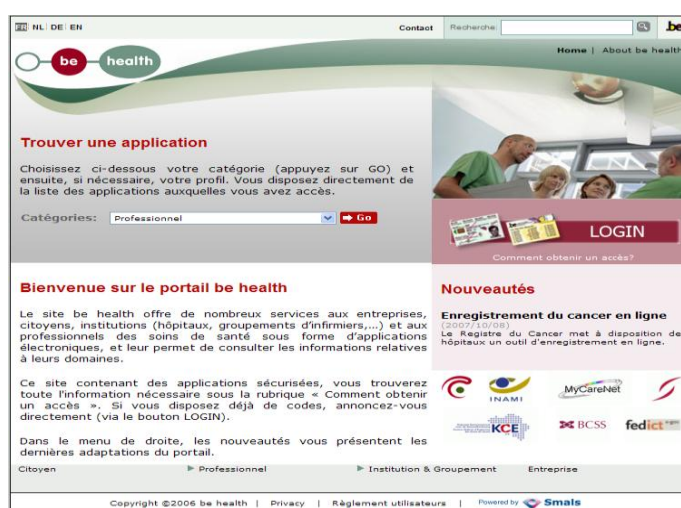 FR NL DE EN
Contact
Recherche:
.be
Home | About be health
be health
Trouver une application
Choisissez ci-dessous votre catégorie (appuyez sur GO) et
ensuite, si nécessaire, votre profil. Vous disposez directement de
la liste des applications auxquelles vous avez accès.
Catégories: Professionnel Go
LOGIN
Comment obtenir un accès?
Bienvenue sur le portail be health
Le site be health offre de nombreux services aux entreprises,
citoyens, institutions (hôpitaux, groupements d'infirmiers,...) et aux
professionnels des soins de santé sous forme d'applications
électroniques, et leur permet de consulter les informations relatives
à leurs domaines.
Ce site contenant des applications sécurisées, vous trouverez
toute l'information nécessaire sous la rubrique « Comment obtenir
un accès ». Si vous disposez déjà de codes, annoncez-vous
directement (via le bouton LOGIN).
Dans le menu de droite, les nouveautés vous présentent les
dernières adaptations du portail.
Nouveautés
Enregistrement du cancer en ligne
(2007/10/08)
Le Registre du Cancer met à disposition de
hôpitaux un outil d'enregistrement en ligne.
INAMI
MyCareNet
KCE
BCSS
fedict
Citoyen Professionnel Institution & Groupement Entreprise
Copyright ©2006 be health | Privacy | Règlement utilisateurs | Powered by Smals